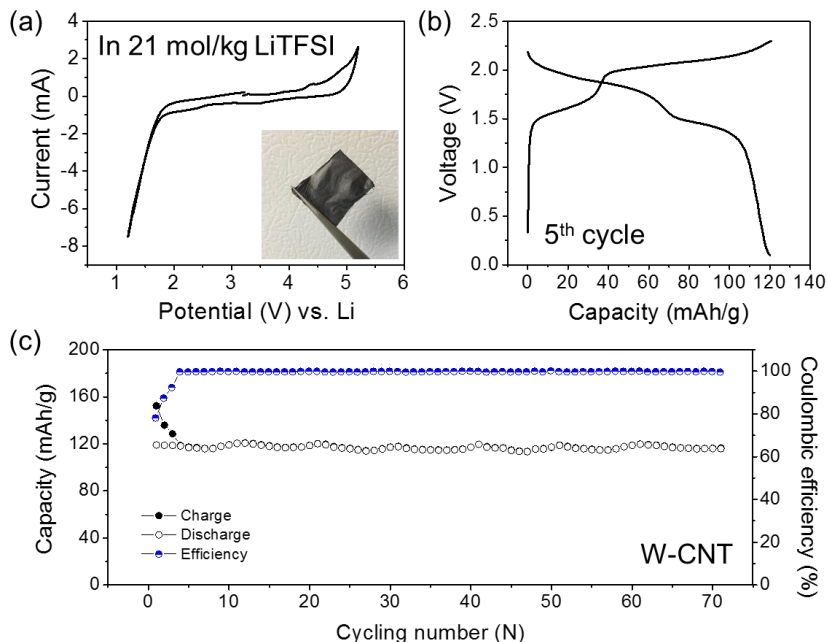 (a)
In 21 mol/kg LiTFSI
4
2
0
-2
-4
-6
-8
Current (mA)
1 2 3 4 5 6
Potential (V) vs. Li
(b)
2.5
2.0
1.5
1.0
0.5
0.0
Voltage (V)
5th cycle
0 20 40 60 80 100 120
Capacity (mAh/g)
(c)
200
160
120
80
40
0
Capacity (mAh/g)
Charge
Discharge
Efficiency
W-CNT
100
80
60
40
20
0
Coulombic efficiency (%)
0 10 20 30 40 50 60 70
Cycling number (N)